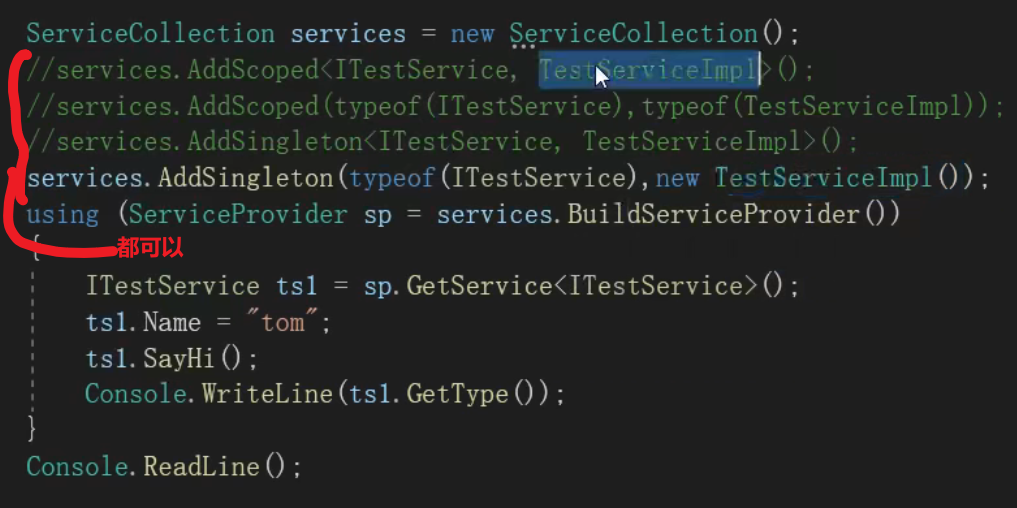 ServiceCollection services = new ServiceCollection();
//services.AddScoped<ITestService, TestServiceImpl>();
//services.AddScoped(typeof(ITestService),typeof(TestServiceImpl));
//services.AddSingleton<ITestService, TestServiceImpl>();
services.AddSingleton(typeof(ITestService),new TestServiceImpl());
using (ServiceProvider sp = services.BuildServiceProvider())
{
都可以
ITestService ts1 = sp.GetService<ITestService>();
ts1.Name = "tom";
ts1.SayHi();
Console.WriteLine(ts1.GetType());
}
Console.ReadLine();